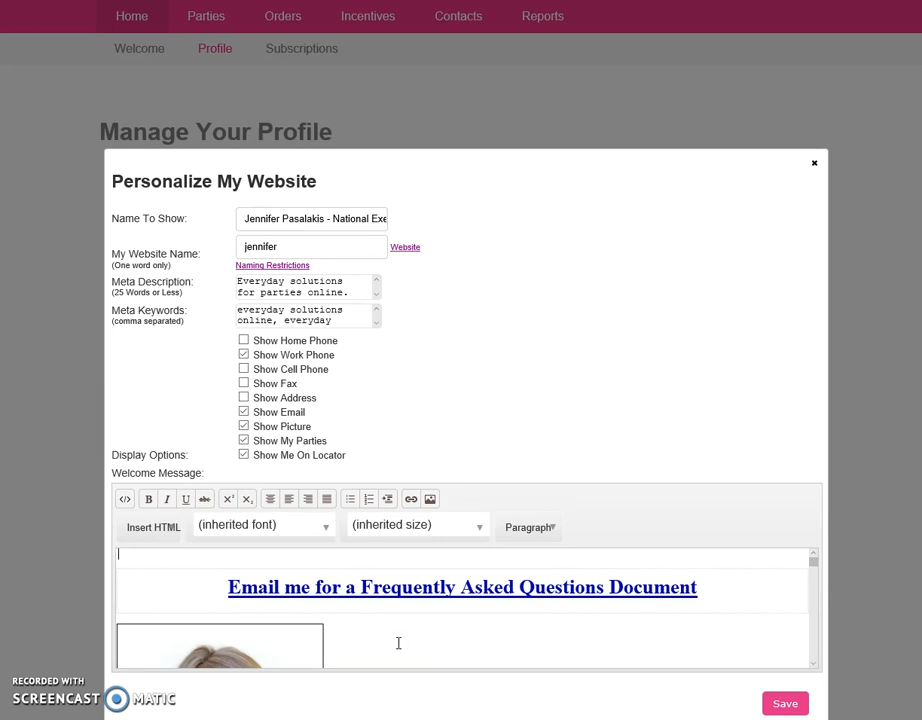 Home Parties Orders Incentives Contacts Reports
Welcome Profile Subscriptions
Manage Your Profile
Personalize My Website
Name To Show: Jennifer Pasalakis - National Exe
My Website Name: jennifer Website
(One word only) Naming Restrictions
Meta Description: Everyday solutions
(25 Words or Less) for parties online.
Meta Keywords: everyday solutions
(comma separated) online, everyday
Show Home Phone
Show Work Phone
Show Cell Phone
Show Fax
Show Address
Show Email
Show Picture
Show My Parties
Display Options: Show Me On Locator
Welcome Message:
B I U abc X² X₂
Insert HTML (inherited font) (inherited size) Paragraph
Email me for a Frequently Asked Questions Document
RECORDED WITH
SCREENCAST MATIC
Save